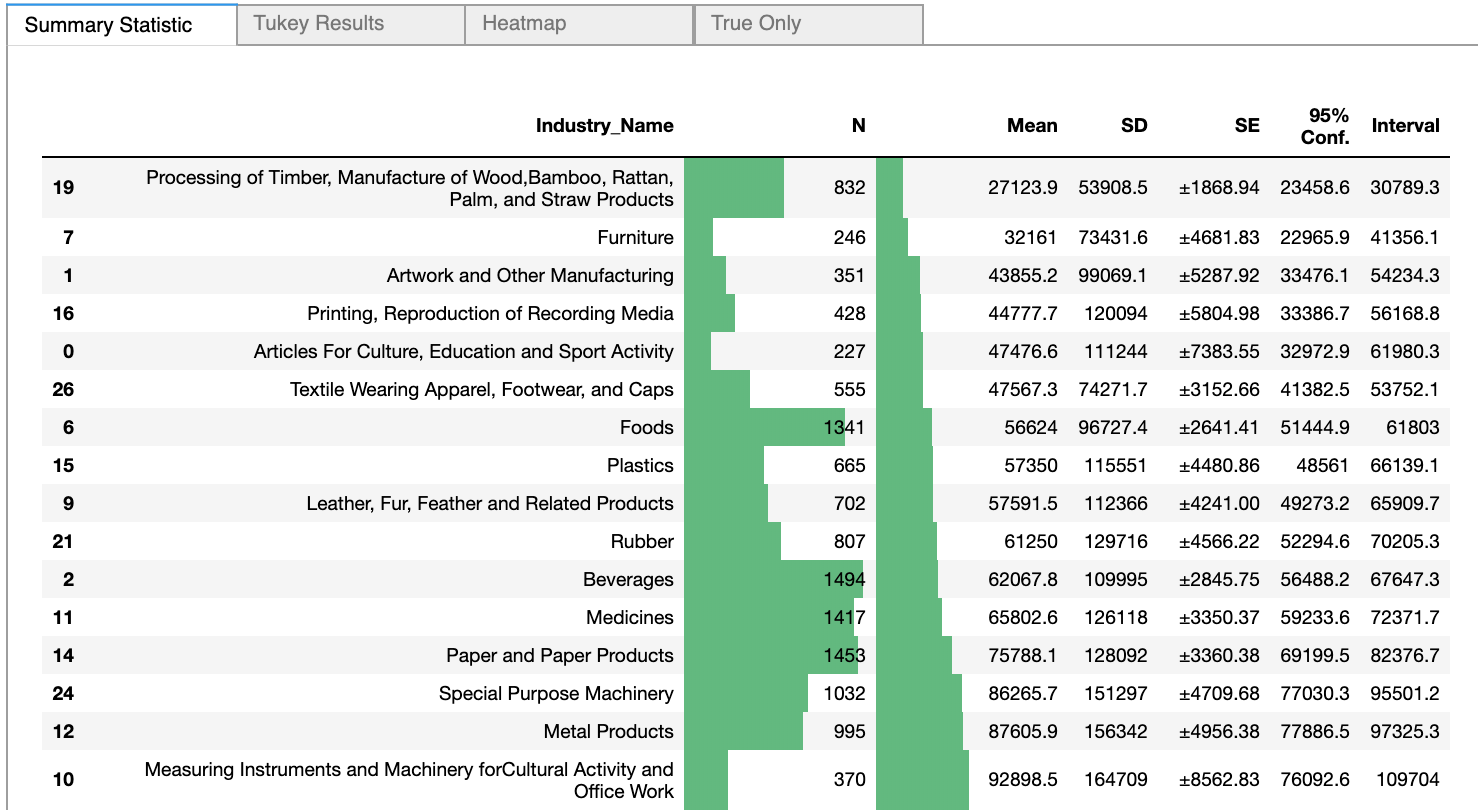 Summary Statistic Tukey Results Heatmap True Only
Industry_Name N Mean SD SE 95% Conf. Interval
19 Processing of Timber, Manufacture of Wood,Bamboo, Rattan,
Palm, and Straw Products 832 27123.9 53908.5 ±1868.94 23458.6 30789.3
7 Furniture 246 32161 73431.6 ±4681.83 22965.9 41356.1
1 Artwork and Other Manufacturing 351 43855.2 99069.1 ±5287.92 33476.1 54234.3
16 Printing, Reproduction of Recording Media 428 44777.7 120094 ±5804.98 33386.7 56168.8
0 Articles For Culture, Education and Sport Activity 227 47476.6 111244 ±7383.55 32972.9 61980.3
26 Textile Wearing Apparel, Footwear, and Caps 555 47567.3 74271.7 ±3152.66 41382.5 53752.1
6 Foods 1341 56624 96727.4 ±2641.41 51444.9 61803
15 Plastics 665 57350 115551 ±4480.86 48561 66139.1
9 Leather, Fur, Feather and Related Products 702 57591.5 112366 ±4241.00 49273.2 65909.7
21 Rubber 807 61250 129716 ±4566.22 52294.6 70205.3
2 Beverages 1494 62067.8 109995 ±2845.75 56488.2 67647.3
11 Medicines 1417 65802.6 126118 ±3350.37 59233.6 72371.7
14 Paper and Paper Products 1453 75788.1 128092 ±3360.38 69199.5 82376.7
24 Special Purpose Machinery 1032 86265.7 151297 ±4709.68 77030.3 95501.2
12 Metal Products 995 87605.9 156342 ±4956.38 77886.5 97325.3
10 Measuring Instruments and Machinery forCultural Activity and
Office Work 370 92898.5 164709 ±8562.83 76092.6 109704